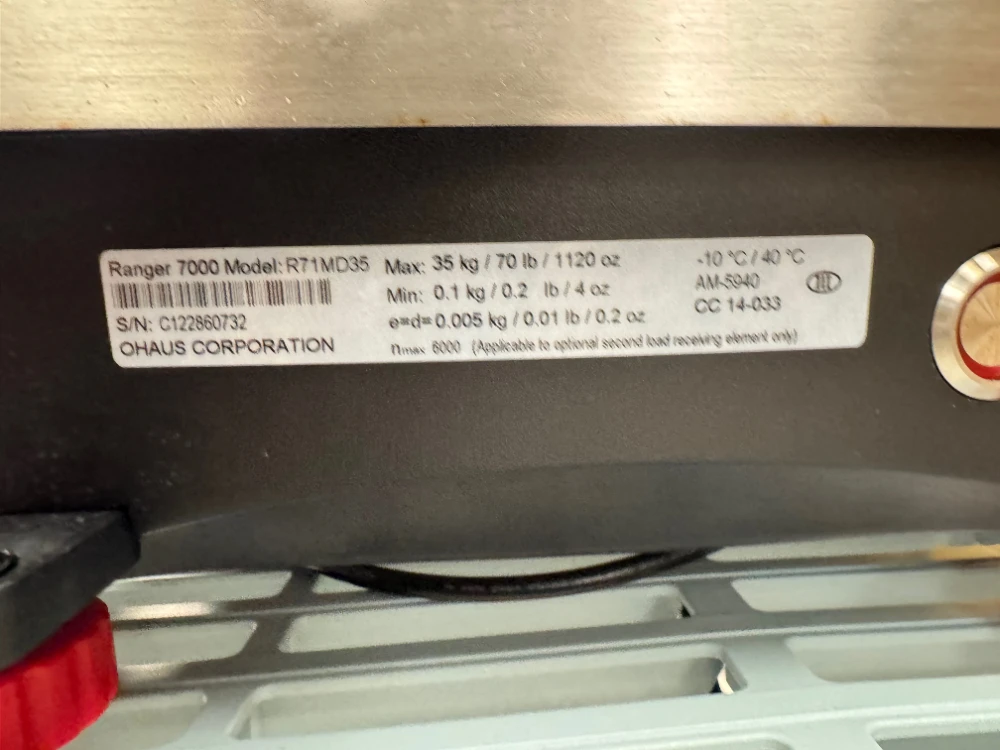 Ranger 7000 Model: R71MD35
S/N: C122860732
OHAUS CORPORATION
Max: 35 kg / 70 lb / 1120 oz
Min: 0.1 kg / 0.2 lb / 4 oz
e=d=0.005 kg / 0.01 lb / 0.2 oz
nmax 6000 (Applicable to optional second load receiving element only)
-10 °C / 40 °C
AM-5940
CC 14-033
III